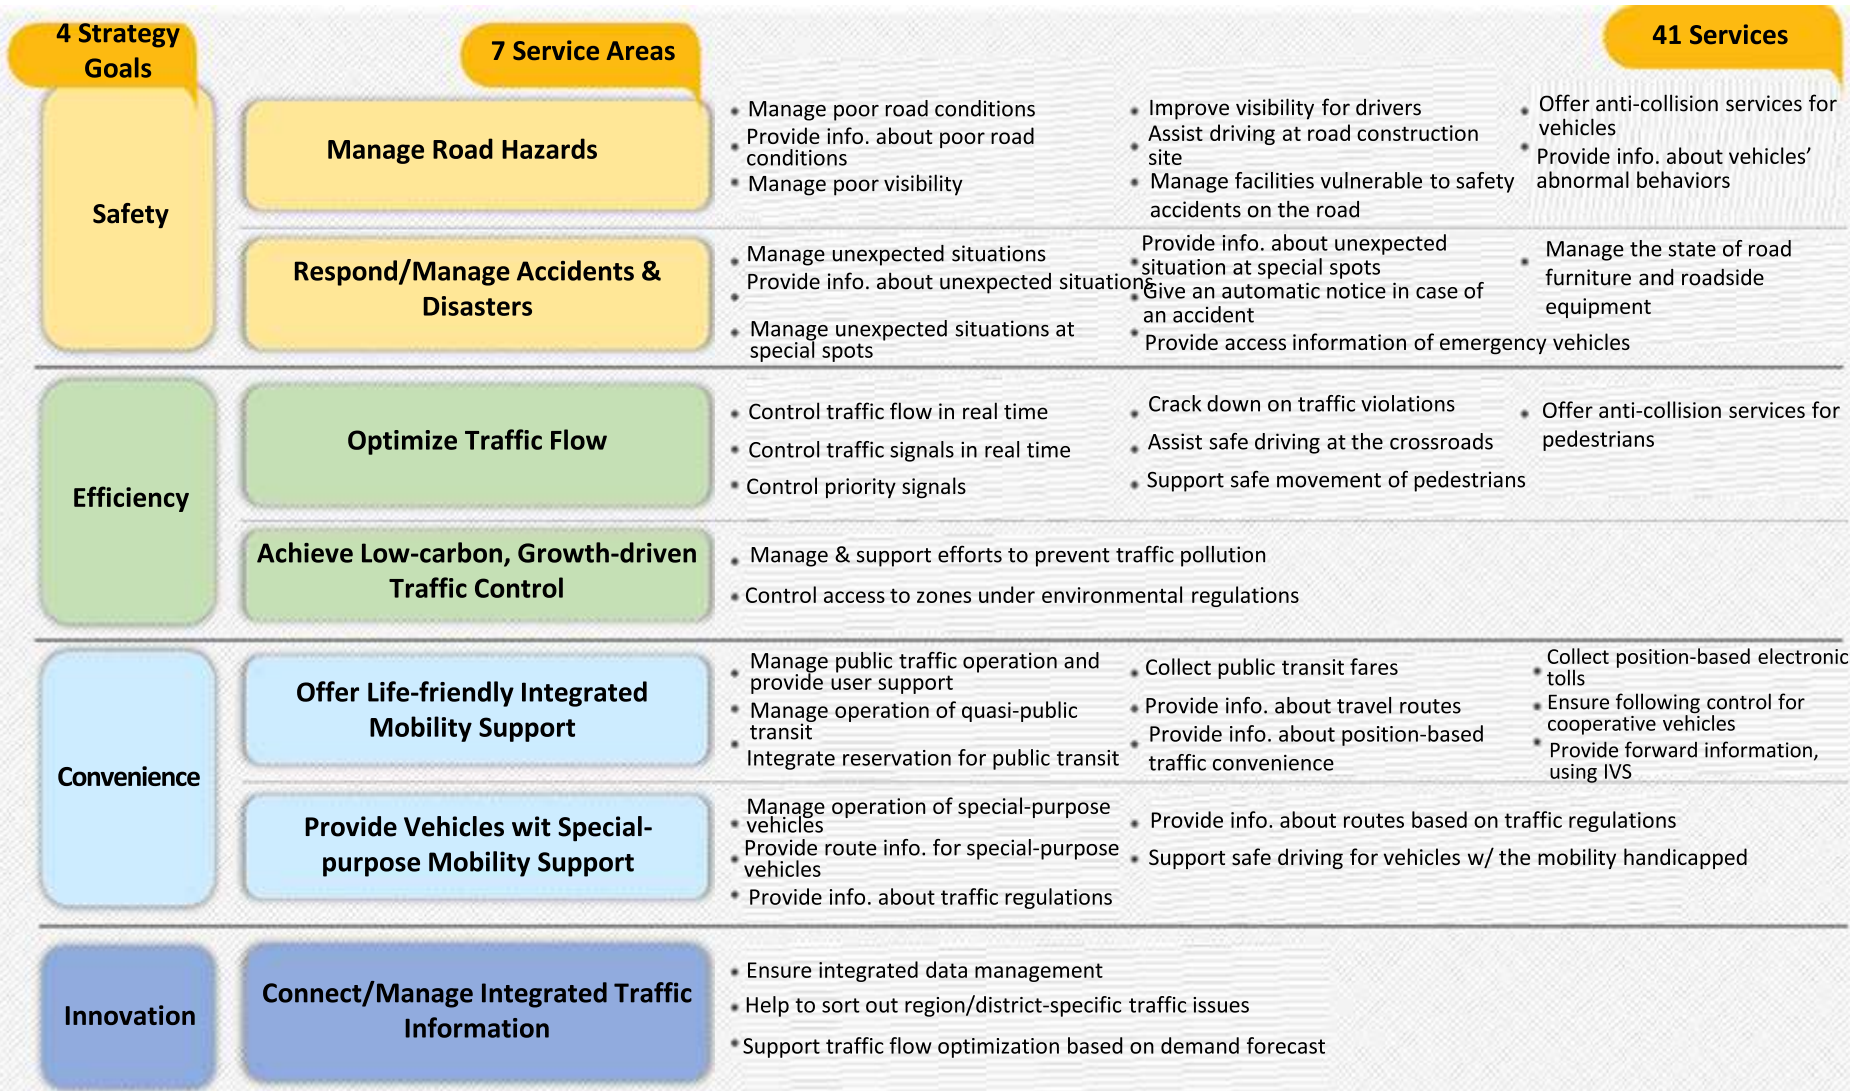 4 Strategy
Goals
7 Service Areas
41 Services
Safety
Manage Road Hazards
• Manage poor road conditions
• Provide info. about poor road
conditions
• Manage poor visibility
• Improve visibility for drivers
• Assist driving at road construction
site
• Manage facilities vulnerable to safety
accidents on the road
• Offer anti-collision services for
vehicles
• Provide info. about vehicles’
abnormal behaviors
Respond/Manage Accidents &
Disasters
• Manage unexpected situations
• Provide info. about unexpected situations
• Manage unexpected situations at
special spots
• Provide info. about unexpected
situation at special spots
• Give an automatic notice in case of
an accident
• Provide access information of emergency vehicles
• Manage the state of road
furniture and roadside
equipment
Efficiency
Optimize Traffic Flow
• Control traffic flow in real time
• Control traffic signals in real time
• Control priority signals
• Crack down on traffic violations
• Assist safe driving at the crossroads
• Support safe movement of pedestrians
• Offer anti-collision services for
pedestrians
Achieve Low-carbon, Growth-driven
Traffic Control
• Manage & support efforts to prevent traffic pollution
• Control access to zones under environmental regulations
Convenience
Offer Life-friendly Integrated
Mobility Support
• Manage public traffic operation and
provide user support
• Manage operation of quasi-public
transit
• Integrate reservation for public transit
• Collect public transit fares
• Provide info. about travel routes
• Provide info. about position-based
traffic convenience
• Collect position-based electronic
tolls
• Ensure following control for
cooperative vehicles
• Provide forward information,
using IVS
Provide Vehicles wit Special-
purpose Mobility Support
• Manage operation of special-purpose
vehicles
• Provide route info. for special-purpose
vehicles
• Provide info. about traffic regulations
• Provide info. about routes based on traffic regulations
• Support safe driving for vehicles w/ the mobility handicapped
Innovation
Connect/Manage Integrated Traffic
Information
• Ensure integrated data management
• Help to sort out region/district-specific traffic issues
• Support traffic flow optimization based on demand forecast